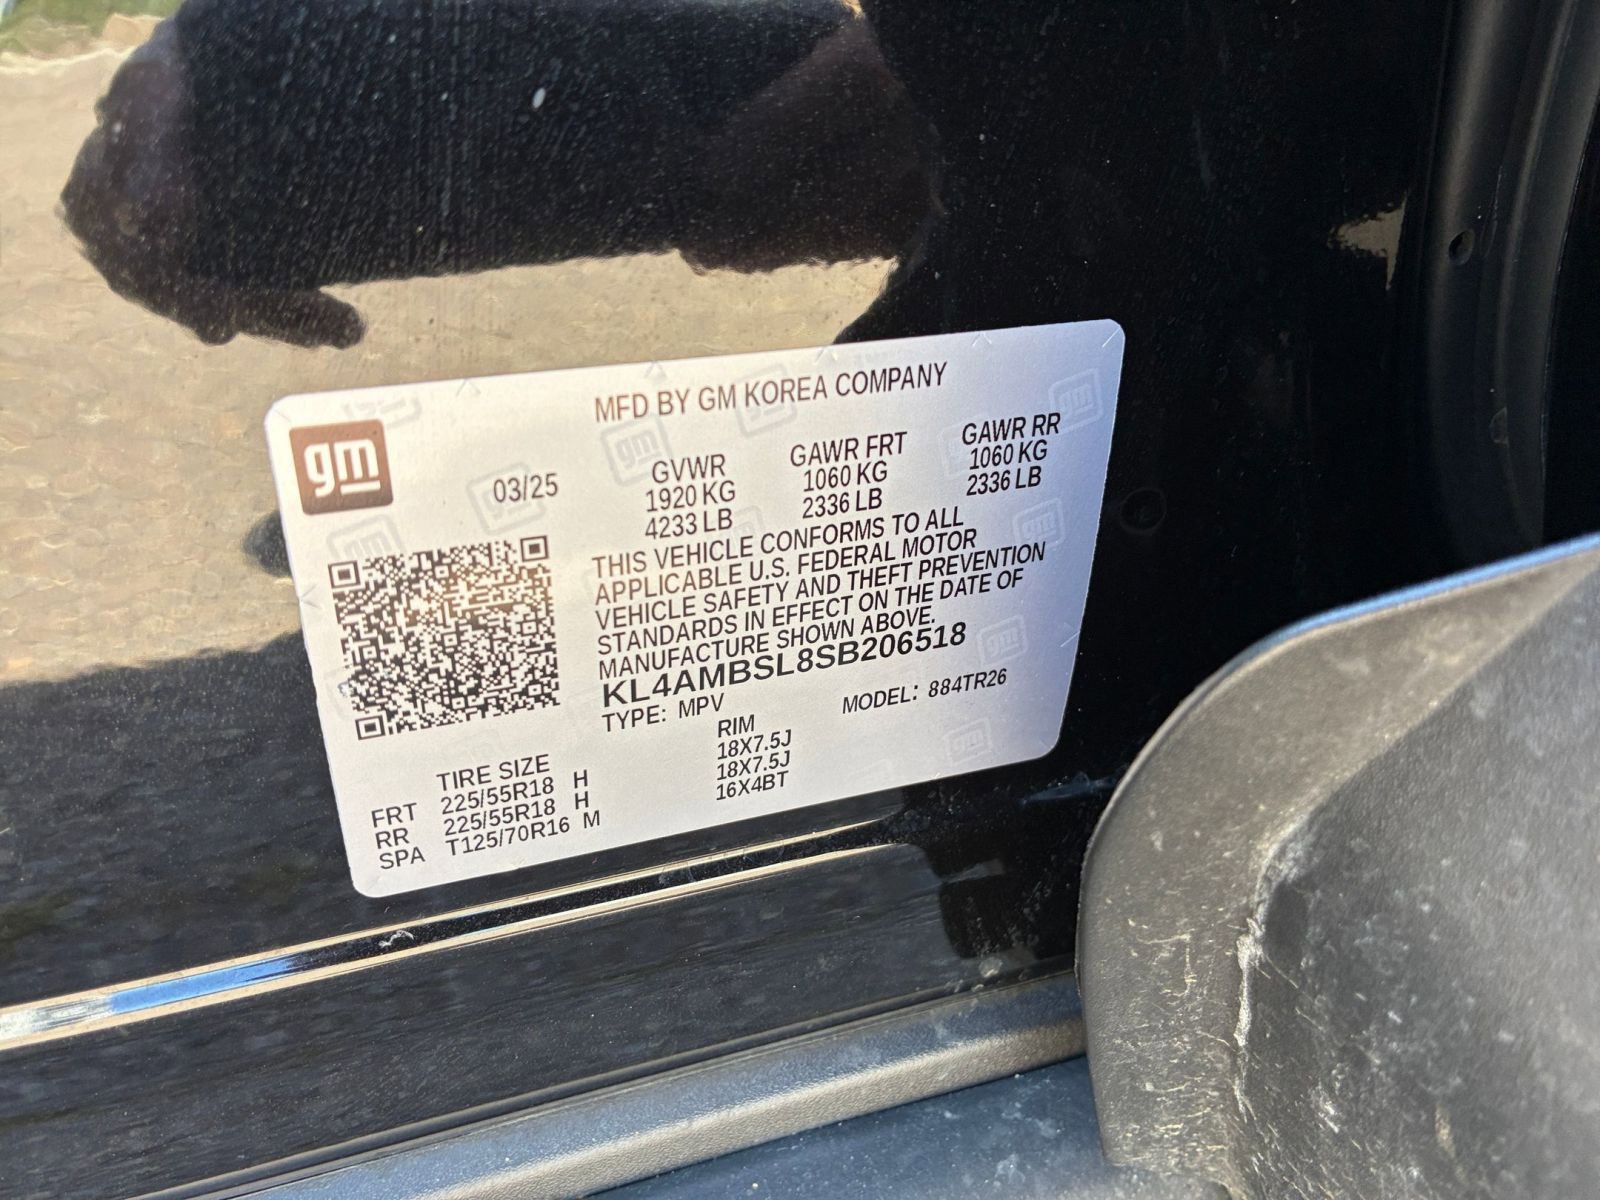 MFD BY GM KOREA COMPANY
gm
03/25
GVWR
1920 KG
4233 LB
GAWR FRT
1060 KG
2336 LB
GAWR RR
1060 KG
2336 LB
THIS VEHICLE CONFORMS TO ALL
APPLICABLE U.S. FEDERAL MOTOR
VEHICLE SAFETY AND THEFT PREVENTION
STANDARDS IN EFFECT ON THE DATE OF
MANUFACTURE SHOWN ABOVE.
KL4AMBSL8SB206518
TYPE: MPV MODEL: 884TR26
TIRE SIZE RIM
FRT 225/55R18 H 18X7.5J
RR 225/55R18 H 18X7.5J
SPA T125/70R16 M 16X4BT